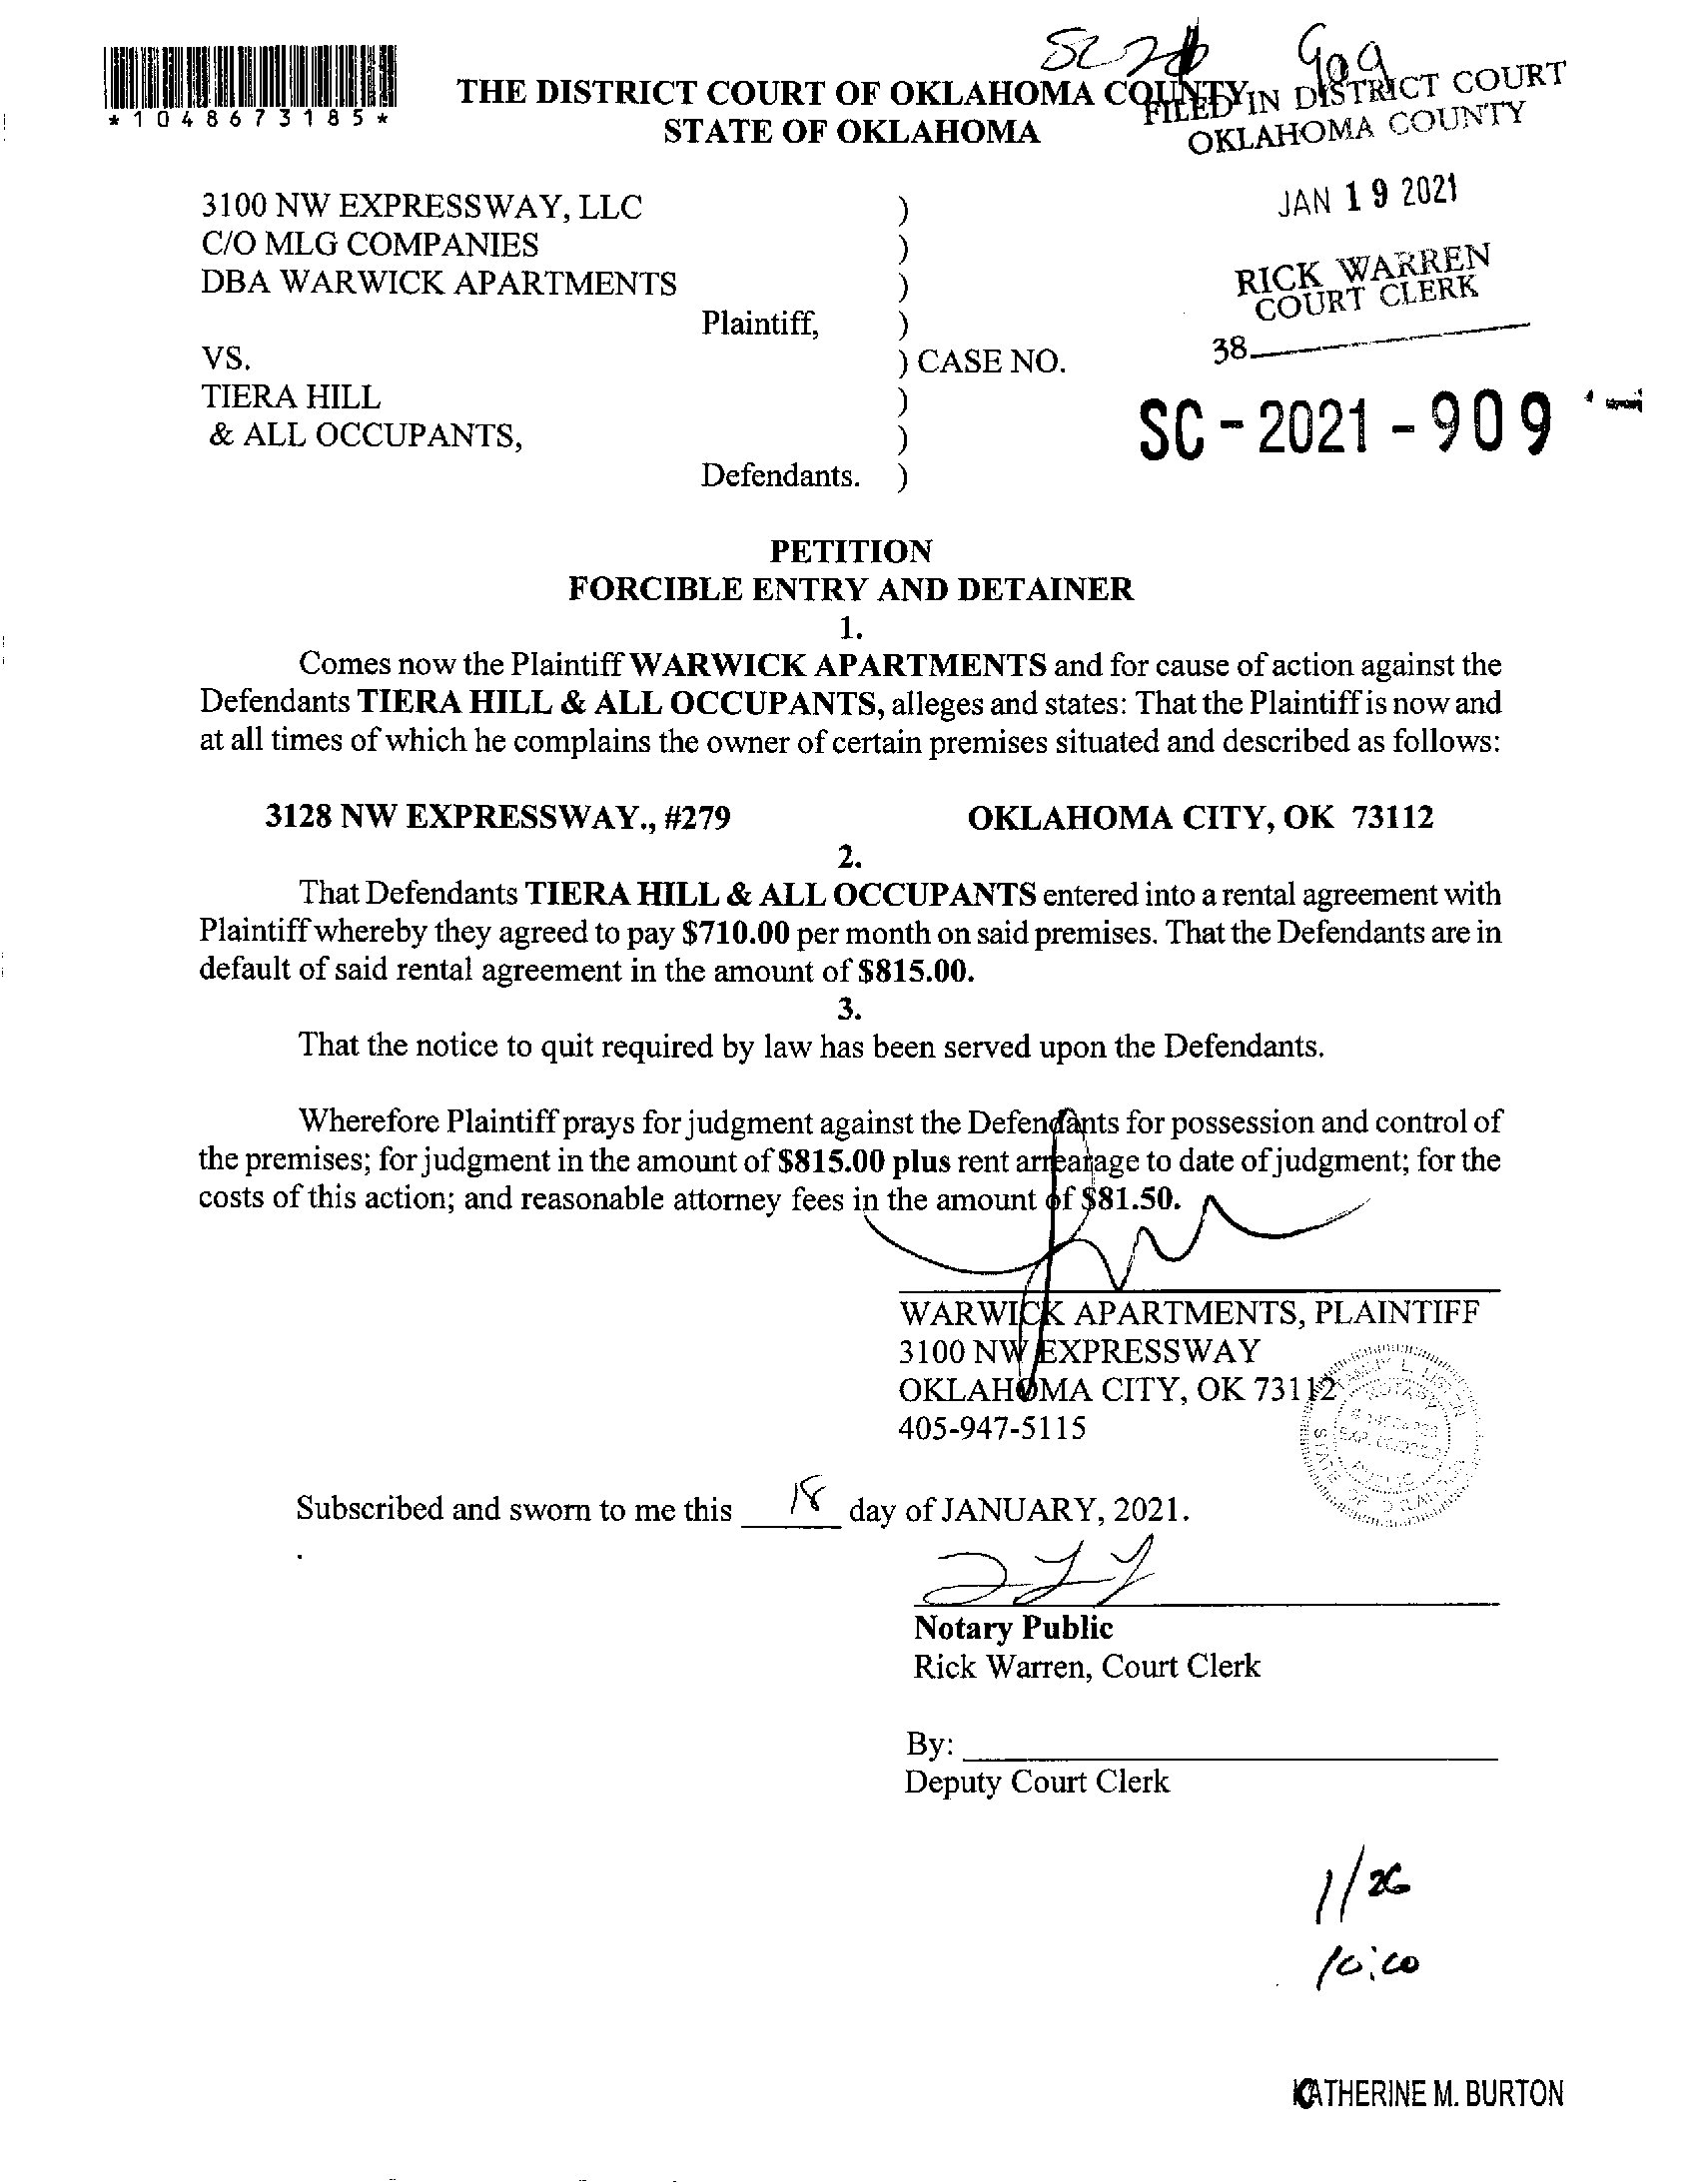 SC 21 909
*1048673185*
THE DISTRICT COURT OF OKLAHOMA COUNTY
STATE OF OKLAHOMA
FILED IN DISTRICT COURT
OKLAHOMA COUNTY
JAN 19 2021
RICK WARREN
COURT CLERK
38
3100 NW EXPRESSWAY, LLC )
C/O MLG COMPANIES )
DBA WARWICK APARTMENTS )
Plaintiff, )
VS. ) CASE NO.
TIERA HILL )
& ALL OCCUPANTS, )
Defendants. )
SC-2021-909
PETITION
FORCIBLE ENTRY AND DETAINER
1.
Comes now the Plaintiff WARWICK APARTMENTS and for cause of action against the
Defendants TIERA HILL & ALL OCCUPANTS, alleges and states: That the Plaintiff is now and
at all times of which he complains the owner of certain premises situated and described as follows:
3128 NW EXPRESSWAY., #279 OKLAHOMA CITY, OK 73112
2.
That Defendants TIERA HILL & ALL OCCUPANTS entered into a rental agreement with
Plaintiff whereby they agreed to pay $710.00 per month on said premises. That the Defendants are in
default of said rental agreement in the amount of $815.00.
3.
That the notice to quit required by law has been served upon the Defendants.
Wherefore Plaintiff prays for judgment against the Defendants for possession and control of
the premises; for judgment in the amount of $815.00 plus rent arrearage to date of judgment; for the
costs of this action; and reasonable attorney fees in the amount of $81.50.
WARWICK APARTMENTS, PLAINTIFF
3100 NW EXPRESSWAY
OKLAHOMA CITY, OK 73112
405-947-5115
Subscribed and sworn to me this 18 day of JANUARY, 2021.
Notary Public
Rick Warren, Court Clerk
By:
Deputy Court Clerk
1/26
10:00
KATHERINE M. BURTON